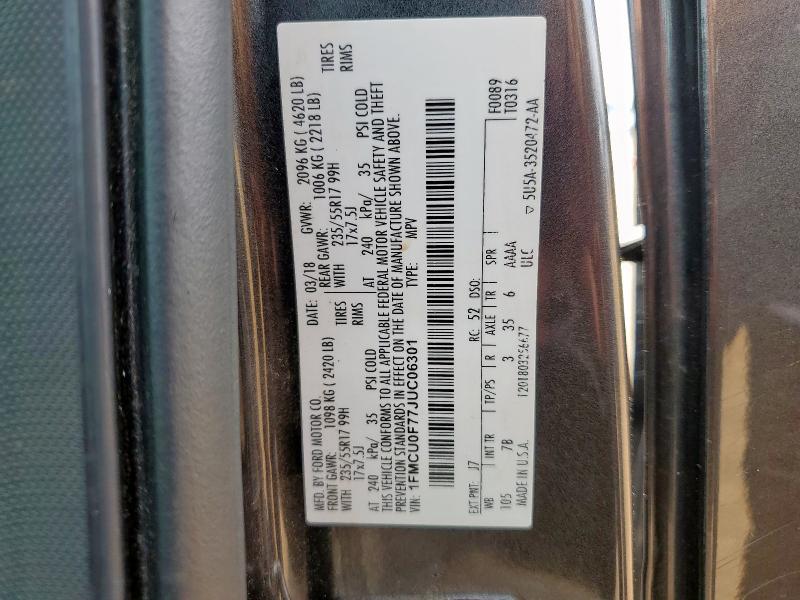 MFD. BY FORD MOTOR CO.
DATE: 03/18 GVWR: 2096 KG ( 4620 LB)
FRONT GAWR: 1098 KG ( 2420 LB) REAR GAWR: 1006 KG ( 2218 LB)
WITH 235/55R17 99H TIRES WITH 235/55R17 99H TIRES
17x7.5J RIMS 17x7.5J RIMS
AT 240 kPa/ 35 PSI COLD AT 240 kPa/ 35 PSI COLD
THIS VEHICLE CONFORMS TO ALL APPLICABLE FEDERAL MOTOR VEHICLE SAFETY AND THEFT
PREVENTION STANDARDS IN EFFECT ON THE DATE OF MANUFACTURE SHOWN ABOVE.
VIN: 1FMCU0F77JUC06301 TYPE: MPV
EXT PNT: J7 RC: 52 DSO:
F0089
T0316
WB INT TR TP/PS R AXLE TR SPR
105 7B 3 35 6 AAAA
MADE IN U.S.A. 1201803256677 ULC ▽ 5U5A-3520472-AA